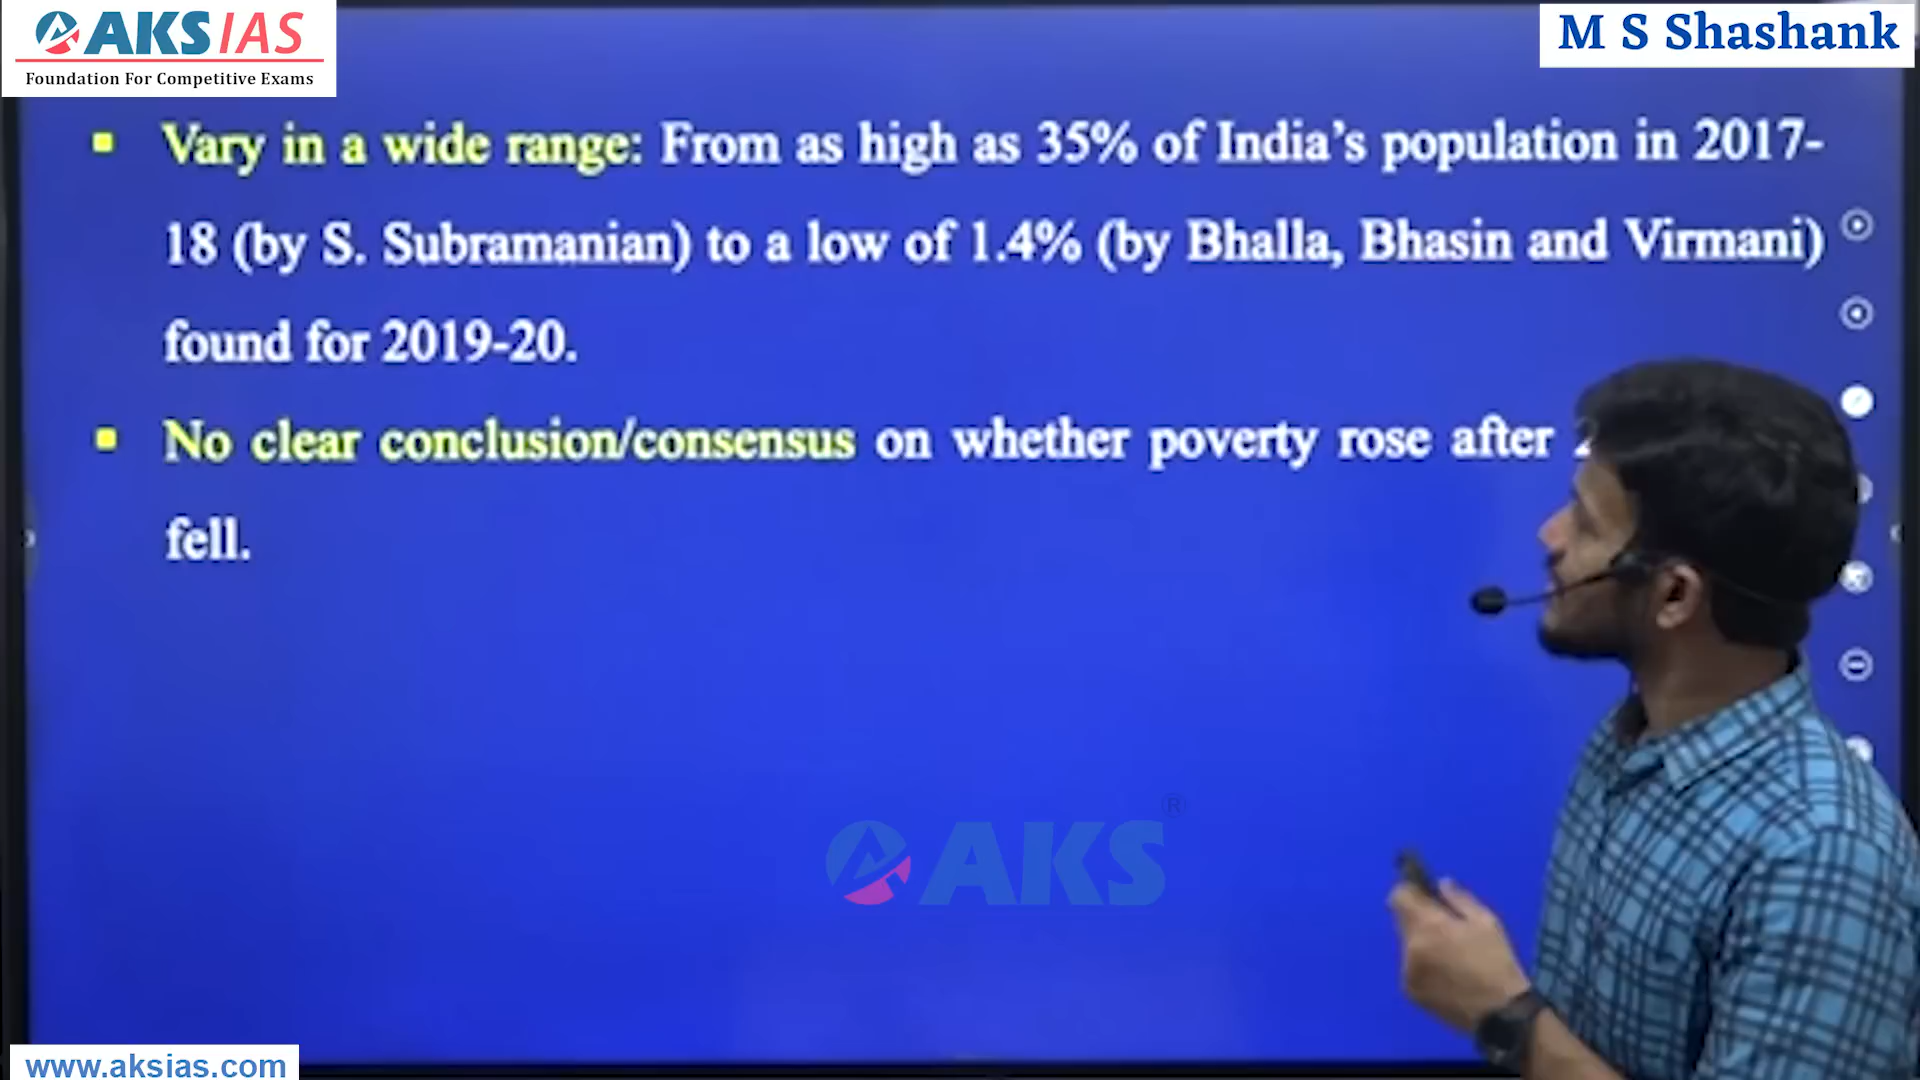 AKS IAS
Foundation For Competitive Exams
M S Shashank
Vary in a wide range: From as high as 35% of India’s population in 2017-
18 (by S. Subramanian) to a low of 1.4% (by Bhalla, Bhasin and Virmani)
found for 2019-20.
No clear conclusion/consensus on whether poverty rose after
fell.
AKS®
www.aksias.com